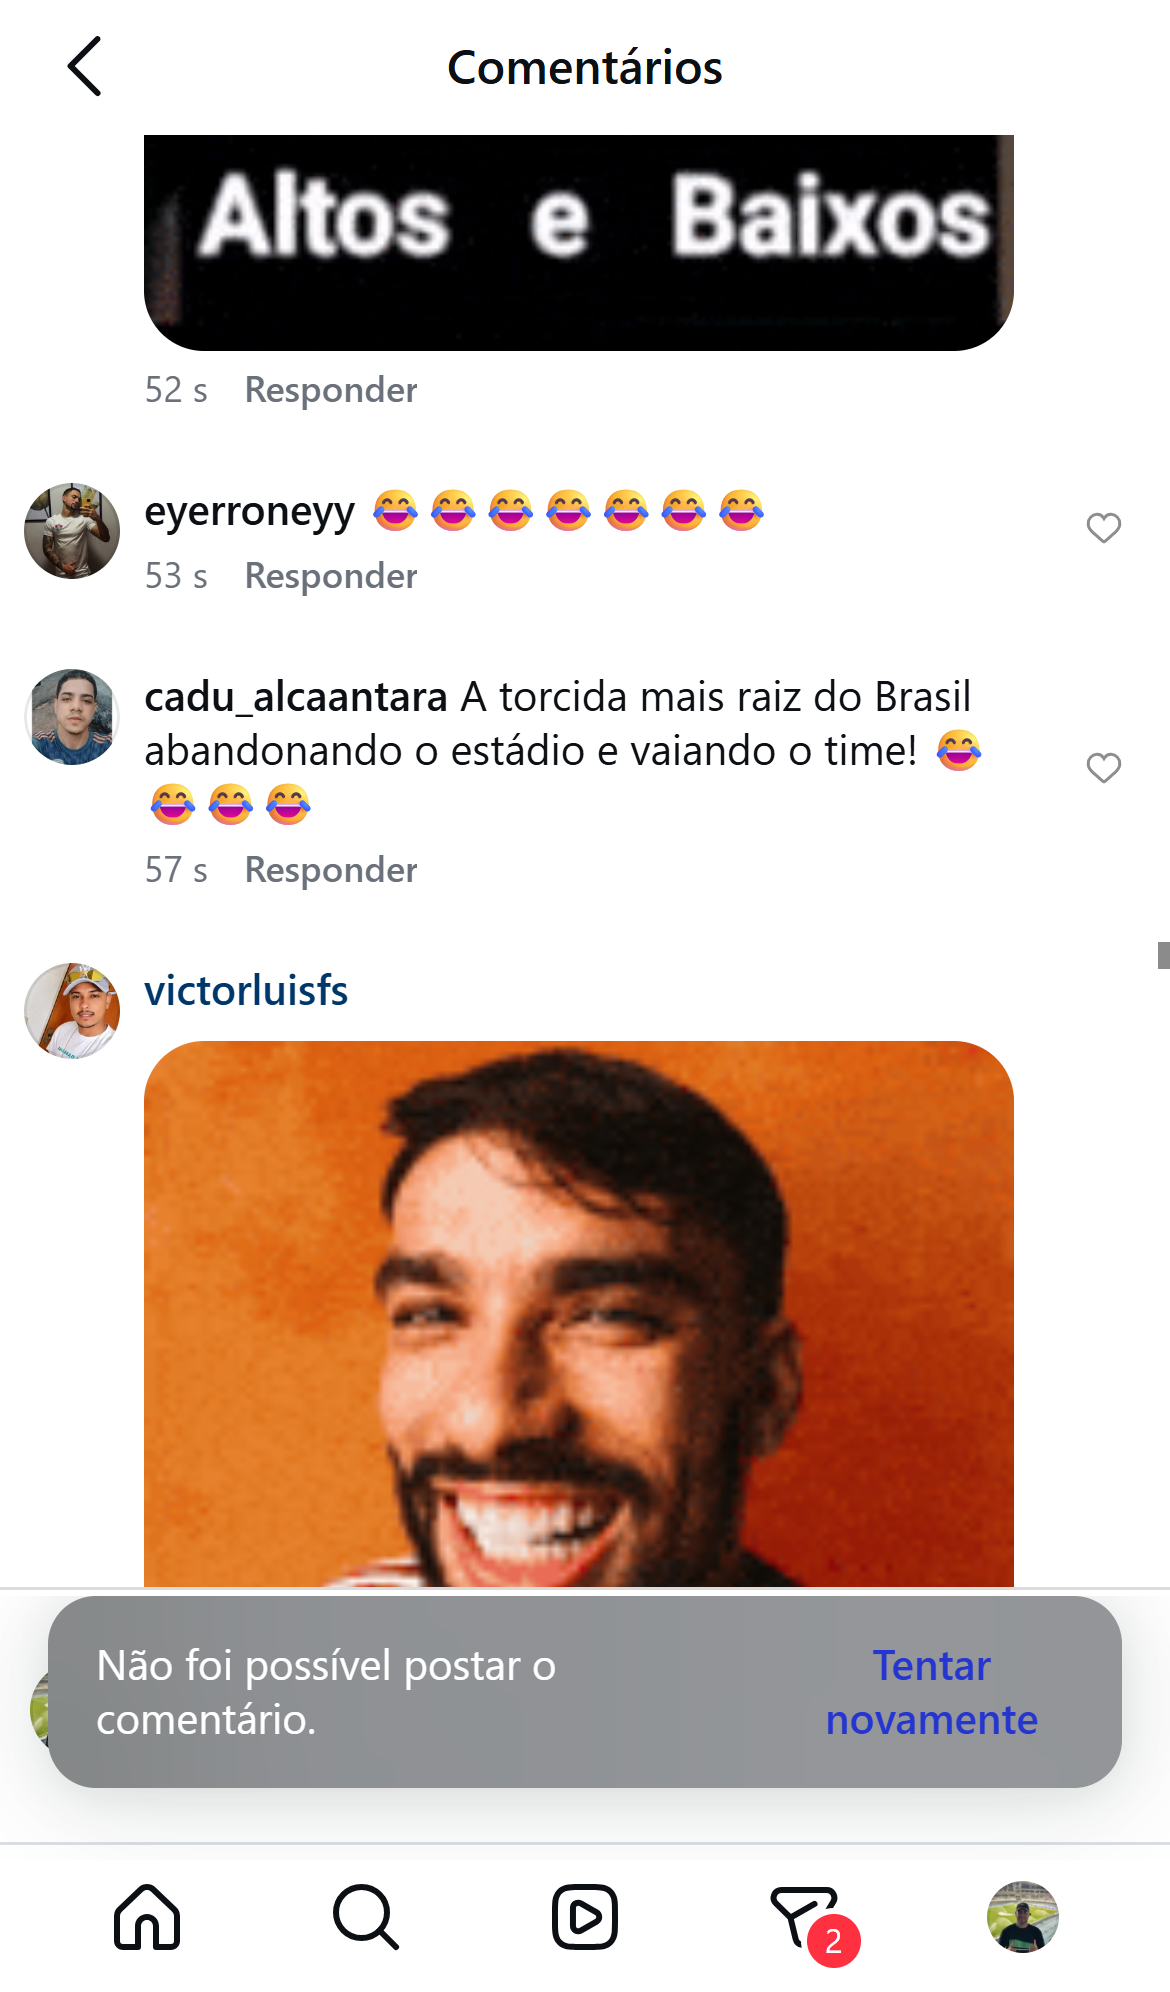 Comentários
Altos e Baixos
52 s Responder
eyerroneyy 😂😂😂😂😂😂😂
53 s Responder
cadu_alcaantara A torcida mais raiz do Brasil
abandonando o estádio e vaiando o time! 😂
😂😂😂
57 s Responder
victorluisfs
Não foi possível postar o
comentário.
Tentar
novamente
2